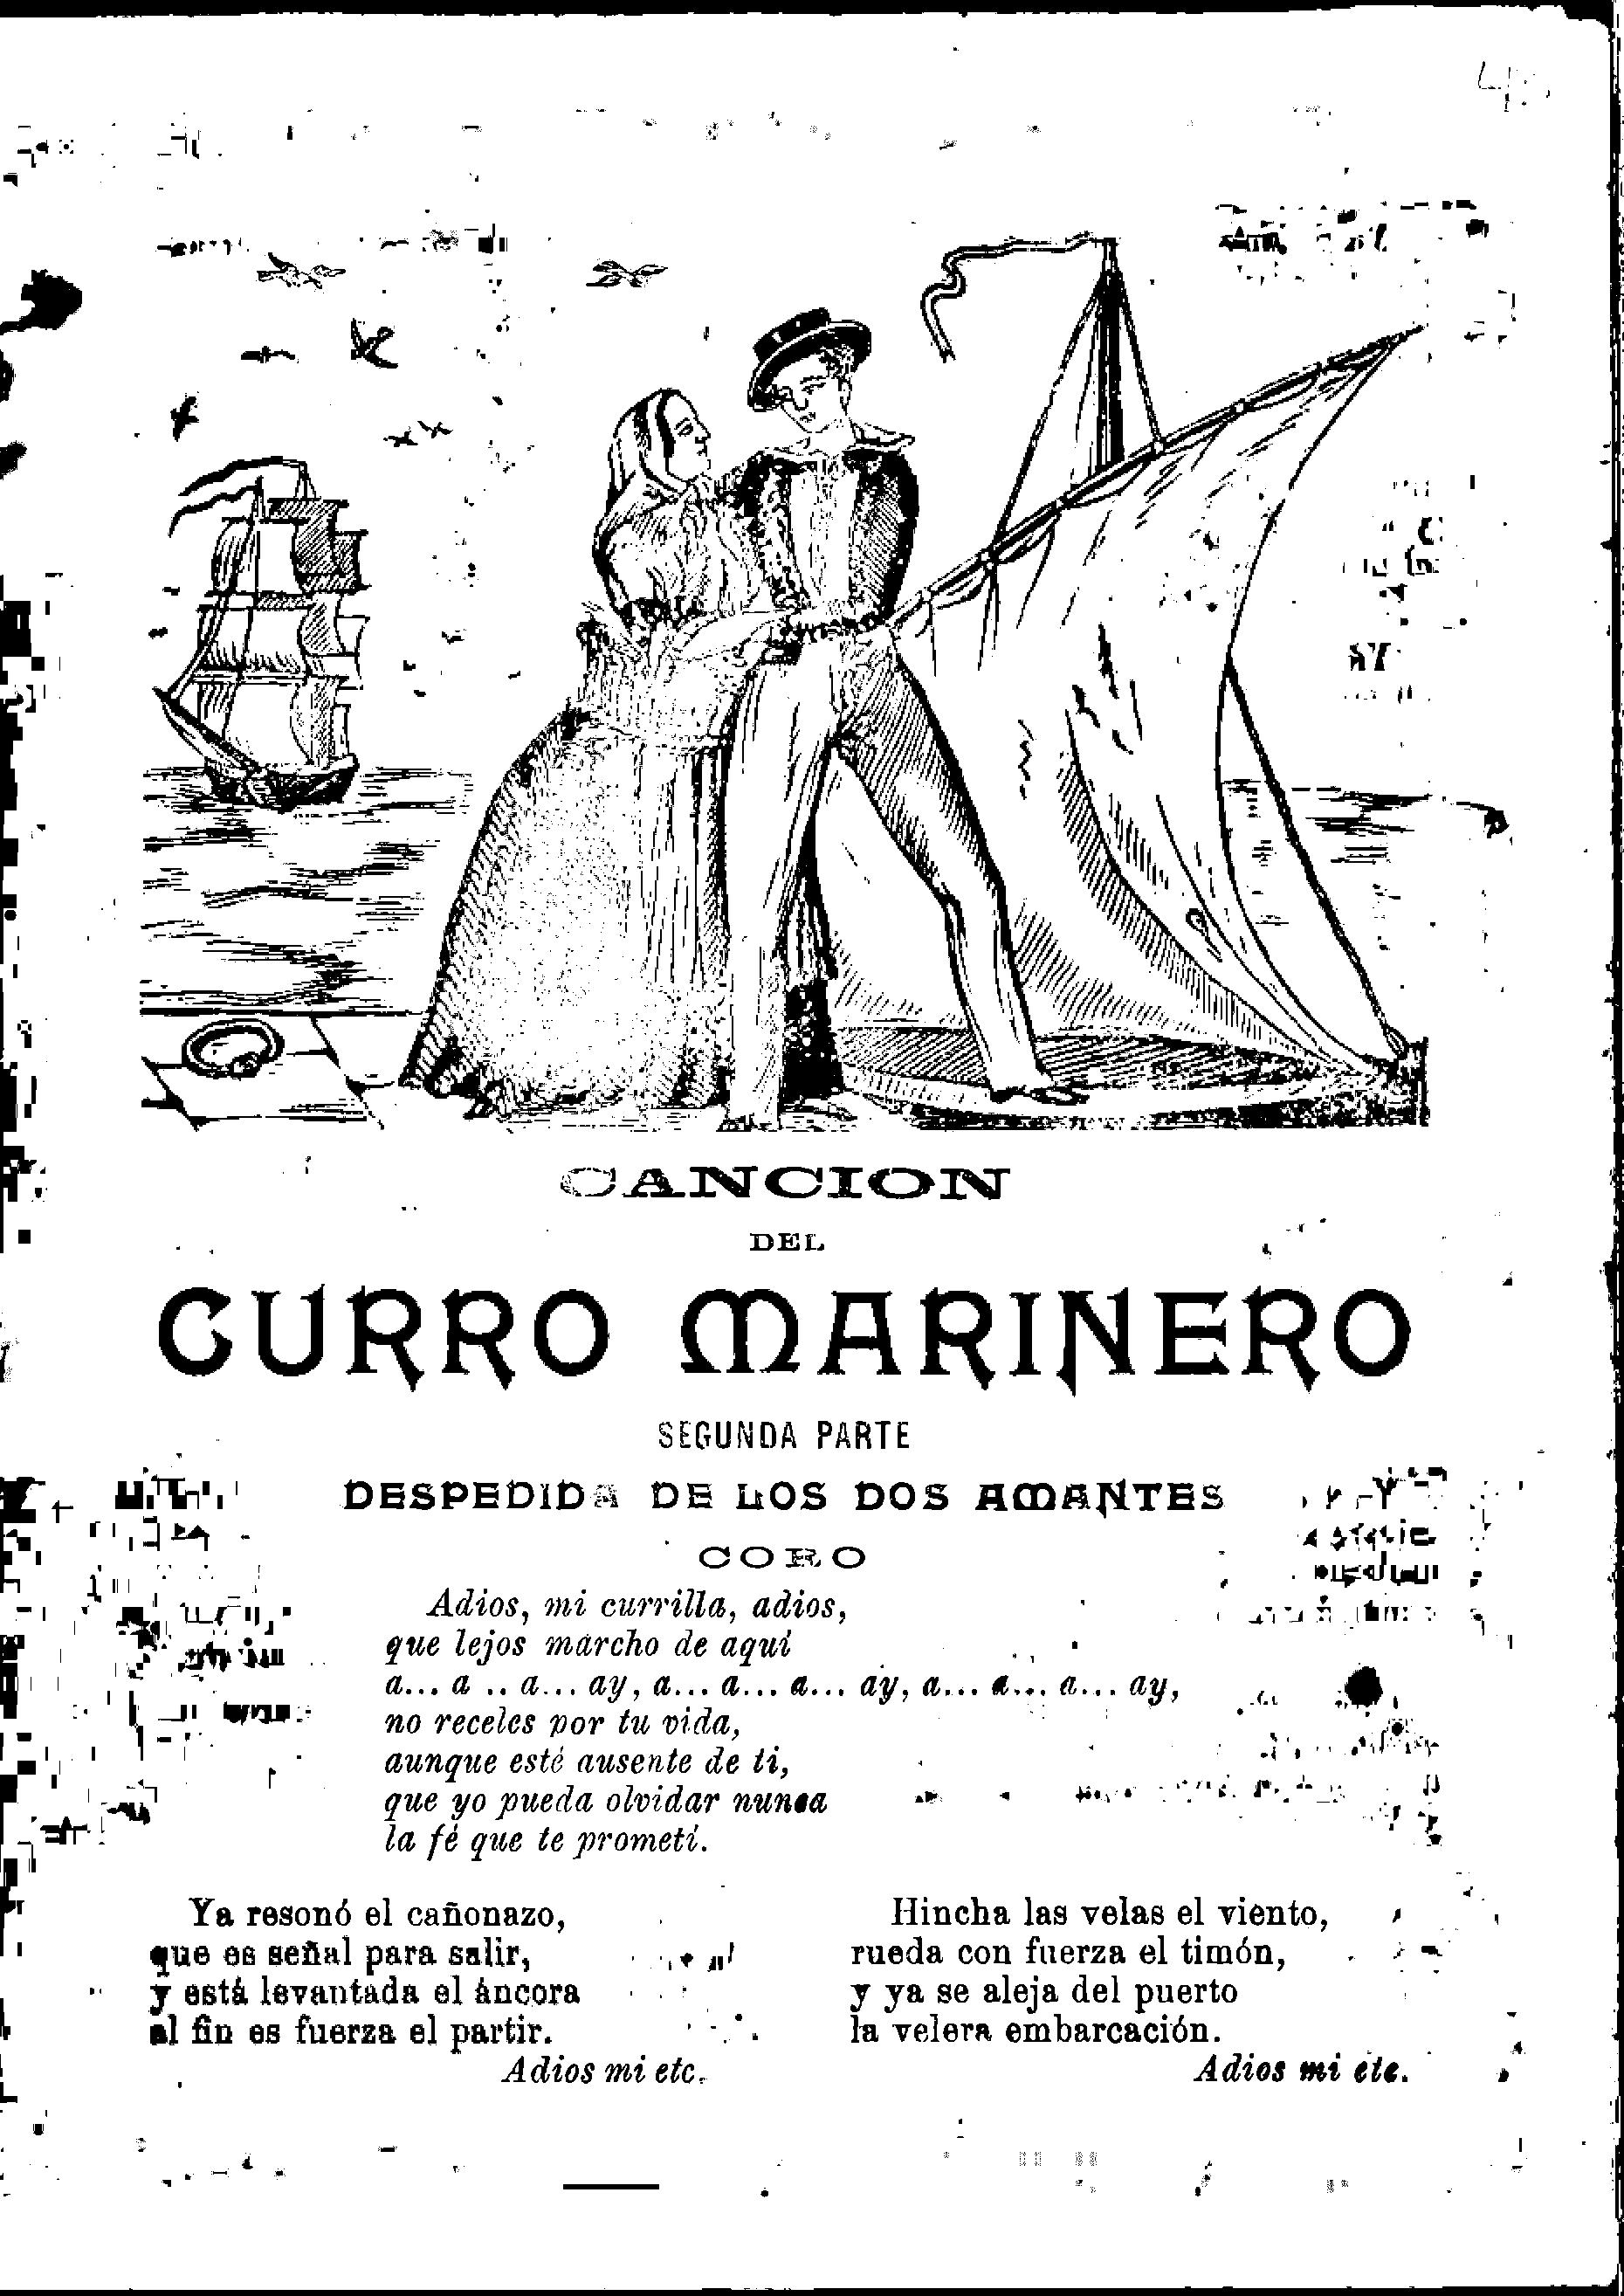 CANCION
DEL
CURRO MARINERO
SEGUNDA PARTE
DESPEDIDA DE LOS DOS AMANTES
CORO
Adios, mi currilla, adios,
que lejos marcho de aquí
a... a .. a... ay, a... a... a... ay, a... a... a... ay,
no receles por tu vida,
aunque esté ausente de ti,
que yo pueda olvidar nunca
la fé que te prometí.
Ya resonó el cañonazo,
que es señal para salir,
y está levantada el áncora
al fin es fuerza el partir.
Adios mi etc.
Hincha las velas el viento,
rueda con fuerza el timón,
y ya se aleja del puerto
la velera embarcación.
Adios mi etc.